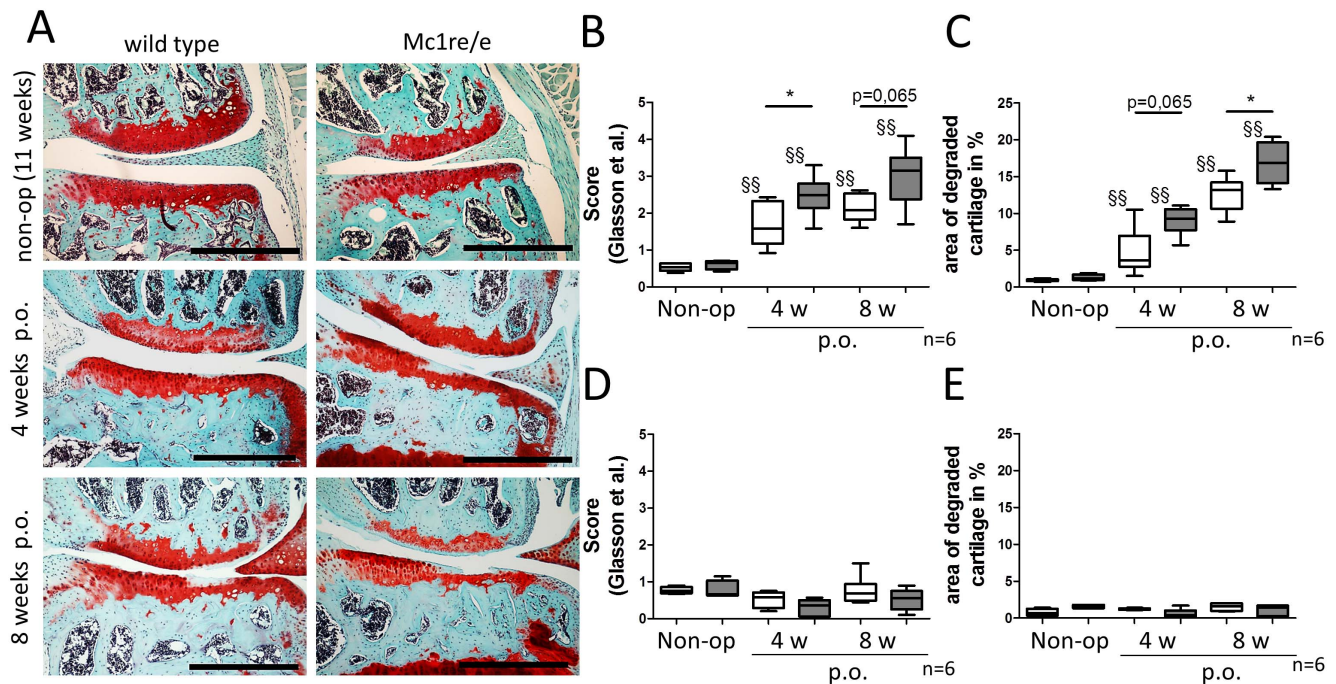 A
wild type
Mc1re/e
non-op (11 weeks)
4 weeks p.o.
8 weeks p.o.
B
Score
(Glasson et al.)
5
4
3
2
1
0
*
p=0,065
§§
§§
§§
§§
Non-op
4 w
8 w
p.o.
n=6
C
area of degraded
cartilage in %
25
20
15
10
5
0
p=0,065
*
§§
§§
§§
§§
Non-op
4 w
8 w
p.o.
n=6
D
Score
(Glasson et al.)
5
4
3
2
1
0
Non-op
4 w
8 w
p.o.
n=6
E
area of degraded
cartilage in %
25
20
15
10
5
0
Non-op
4 w
8 w
p.o.
n=6